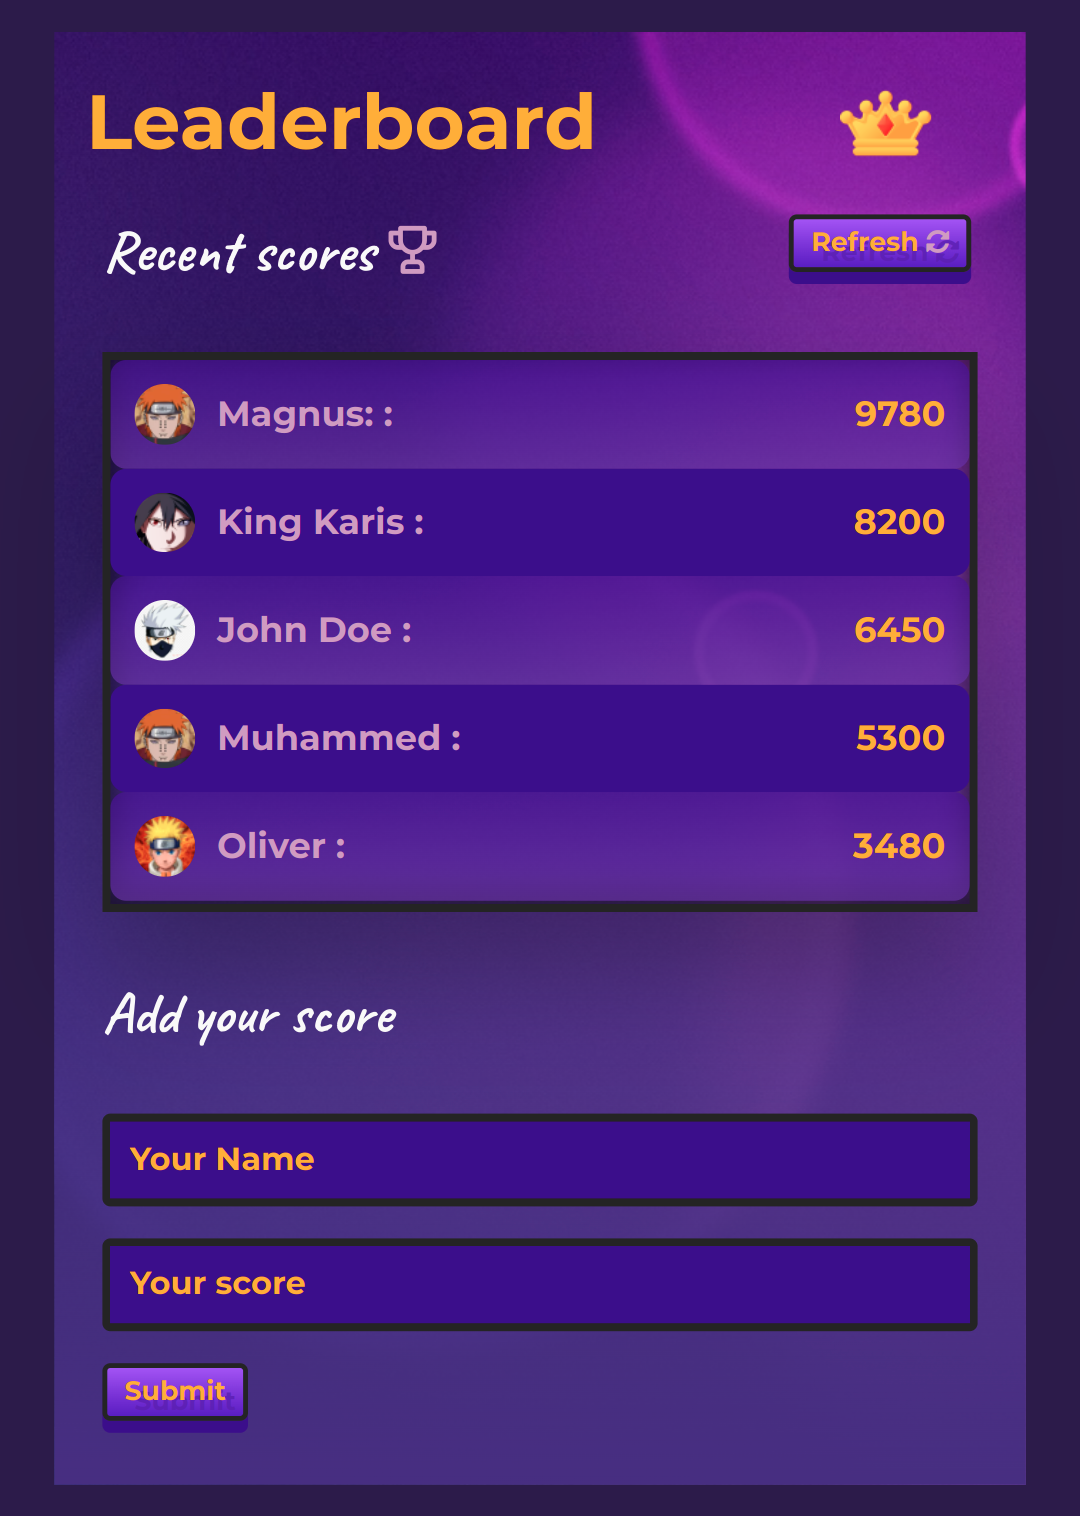 Leaderboard
Recent scores
Refresh
Magnus: : 9780
King Karis : 8200
John Doe : 6450
Muhammed : 5300
Oliver : 3480
Add your score
Your Name
Your score
Submit